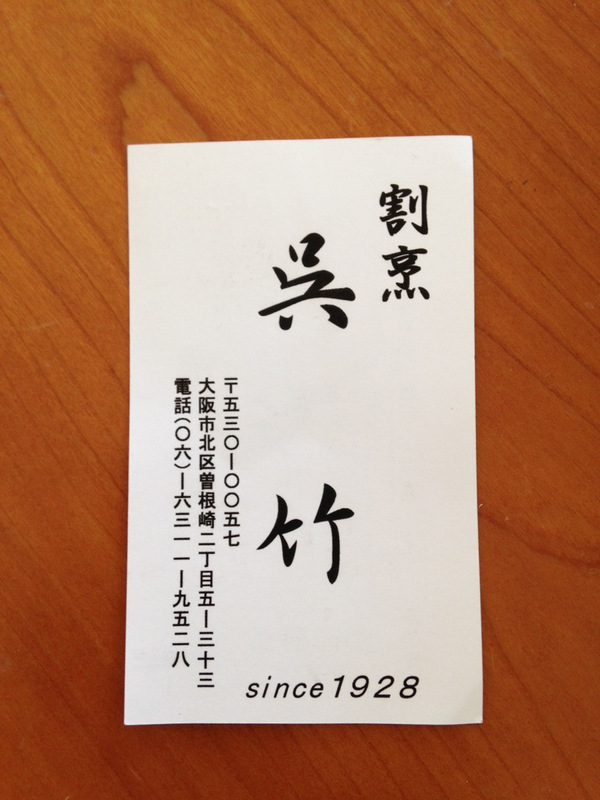 割烹
呉竹
〒五三〇ー〇〇五七
大阪市北区曽根崎二丁目五ー三十三
電話(〇六)ー六三一一ー九五二八
since1928